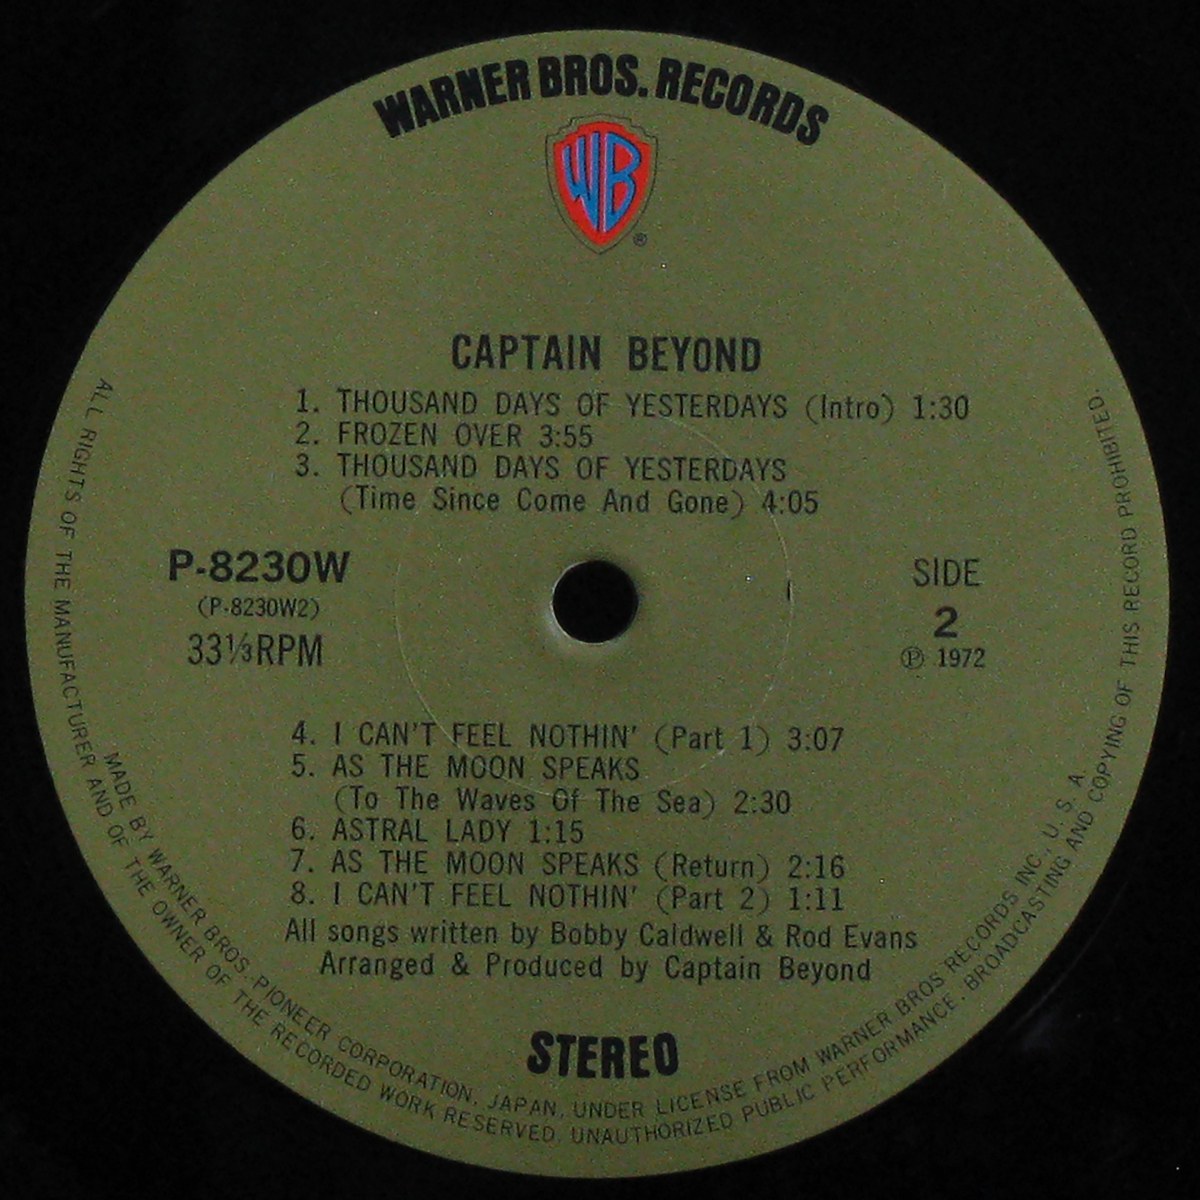 WARNER BROS. RECORDS
WB
®
CAPTAIN BEYOND
1. THOUSAND DAYS OF YESTERDAYS (Intro) 1:30
2. FROZEN OVER 3:55
3. THOUSAND DAYS OF YESTERDAYS
(Time Since Come And Gone) 4:05
P-8230W
(P-8230W2)
33⅓RPM
SIDE
2
Ⓟ 1972
4. I CAN'T FEEL NOTHIN' (Part 1) 3:07
5. AS THE MOON SPEAKS
(To The Waves Of The Sea) 2:30
6. ASTRAL LADY 1:15
7. AS THE MOON SPEAKS (Return) 2:16
8. I CAN'T FEEL NOTHIN' (Part 2) 1:11
All songs written by Bobby Caldwell & Rod Evans
Arranged & Produced by Captain Beyond
STEREO
MADE BY WARNER BROS.-PIONEER CORPORATION, JAPAN, UNDER LICENSE FROM WARNER BROS RECORDS INC., U. S. A.
ALL RIGHTS OF THE MANUFACTURER AND OF THE OWNER OF THE RECORDED WORK RESERVED. UNAUTHORIZED PUBLIC PERFORMANCE, BROADCASTING AND COPYING OF THIS RECORD PROHIBITED.